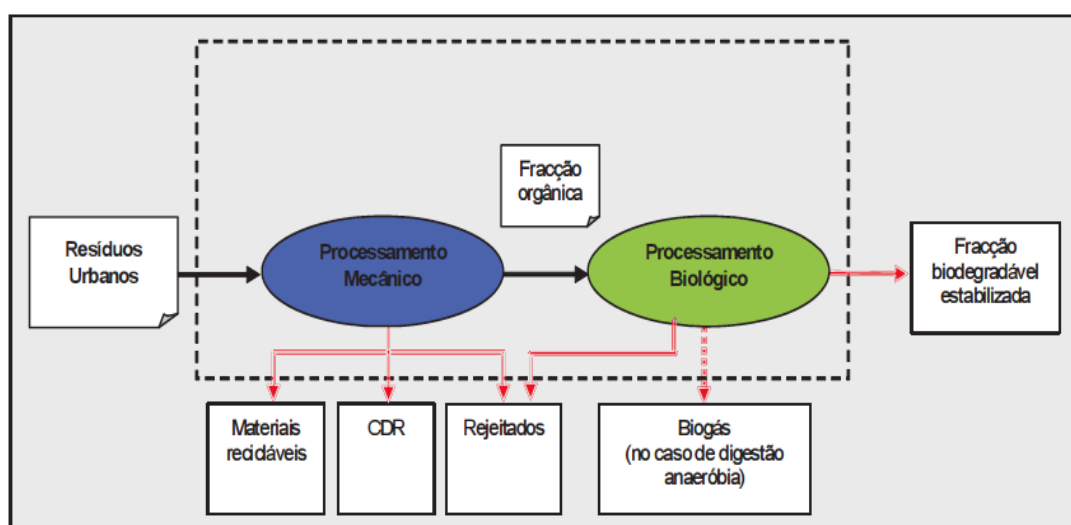 Fracção
orgânica
Resíduos
Urbanos
Processamento
Mecânico
Processamento
Biológico
Fracção
biodegradável
estabilizada
Materiais
recicláveis
CDR
Rejeitados
Biogás
(no caso de digestão
anaeróbia)